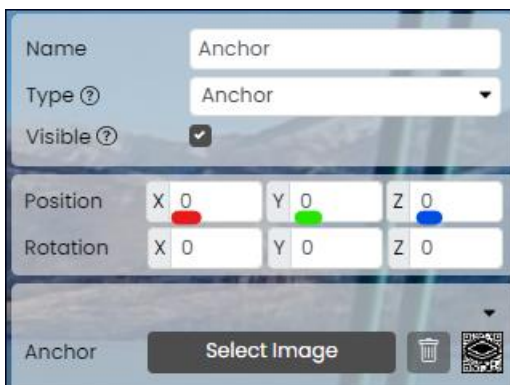 Name Anchor
Type ? Anchor
Visible ?
Position X 0 Y 0 Z 0
Rotation X 0 Y 0 Z 0
Anchor Select Image